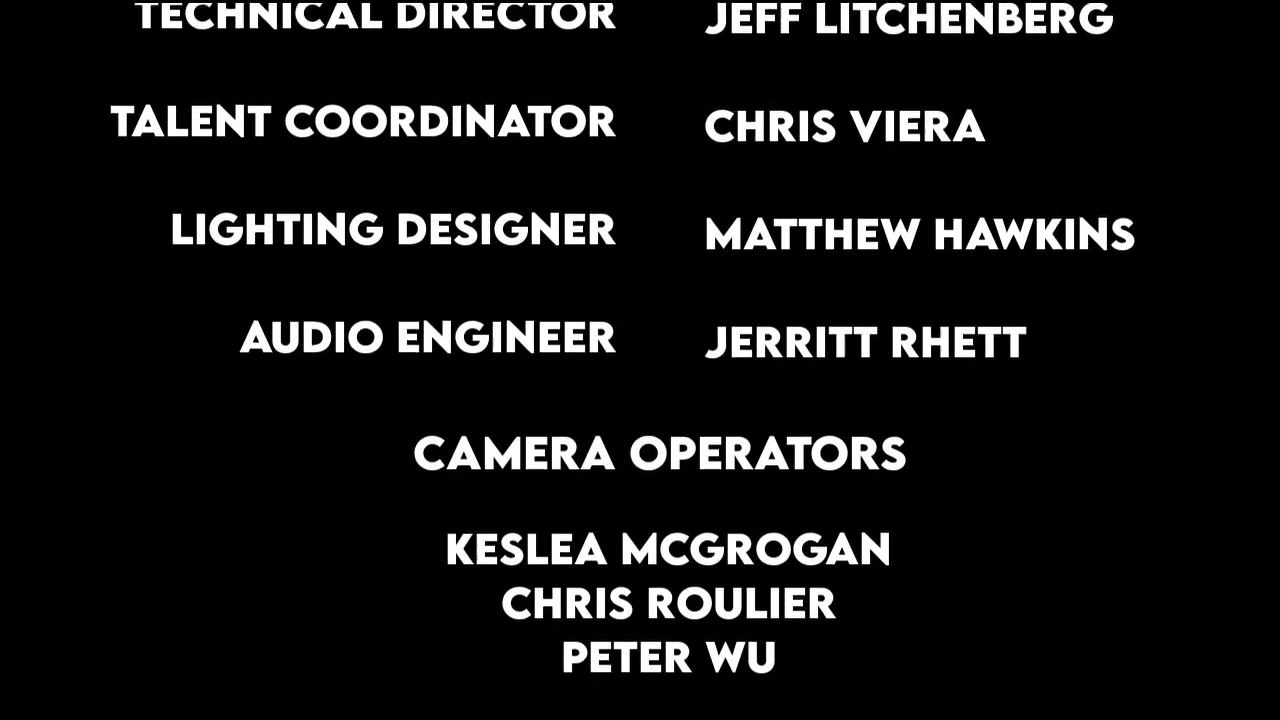 TECHNICAL DIRECTOR JEFF LITCHENBERG
TALENT COORDINATOR CHRIS VIERA
LIGHTING DESIGNER MATTHEW HAWKINS
AUDIO ENGINEER JERRITT RHETT
CAMERA OPERATORS
KESLEA MCGROGAN
CHRIS ROULIER
PETER WU